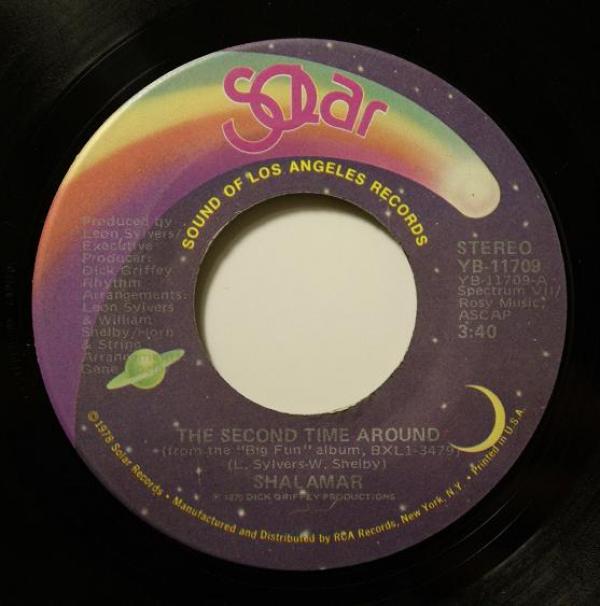 Solar
SOUND OF LOS ANGELES RECORDS
Produced by
Leon Sylvers/
Executive
Producer:
Dick Griffey
Rhythm
Arrangements:
Leon Sylvers
& William
Shelby/Horn
& String
Gene
STEREO
YB-11709
YB-11709-A
Spectrum VII/
Rosy Music,
ASCAP
3:40
THE SECOND TIME AROUND
(from the "Big Fun" album, BXL1-3479)
(L. Sylvers-W. Shelby)
SHALAMAR
℗ 1979 DICK GRIFFEY PRODUCTIONS
©1978 Solar Records • Manufactured and Distributed by RCA Records, New York, N.Y. • Printed in U.S.A.